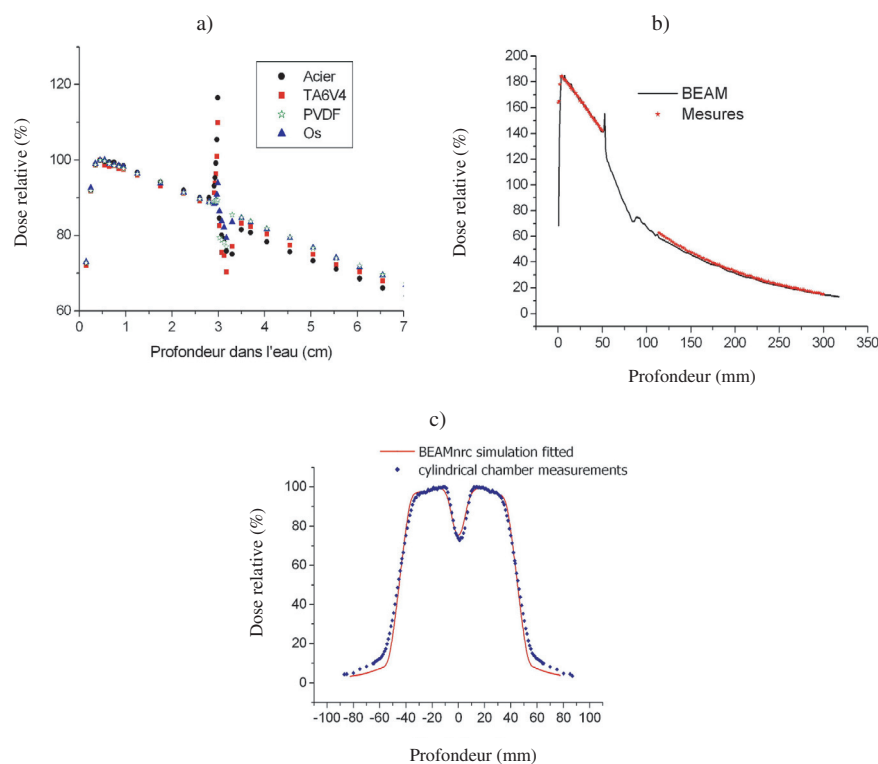 a)
Dose relative (%)
120
100
80
60
0 1 2 3 4 5 6 7
Profondeur dans l'eau (cm)
Acier
TA6V4
PVDF
Os
b)
Dose relative (%)
200
180
160
140
120
100
80
60
40
20
0
0 50 100 150 200 250 300 350
Profondeur (mm)
BEAM
Mesures
c)
BEAMnrc simulation fitted
cylindrical chamber measurements
Dose relative (%)
100
80
60
40
20
0
-100 -80 -60 -40 -20 0 20 40 60 80 100
Profondeur (mm)